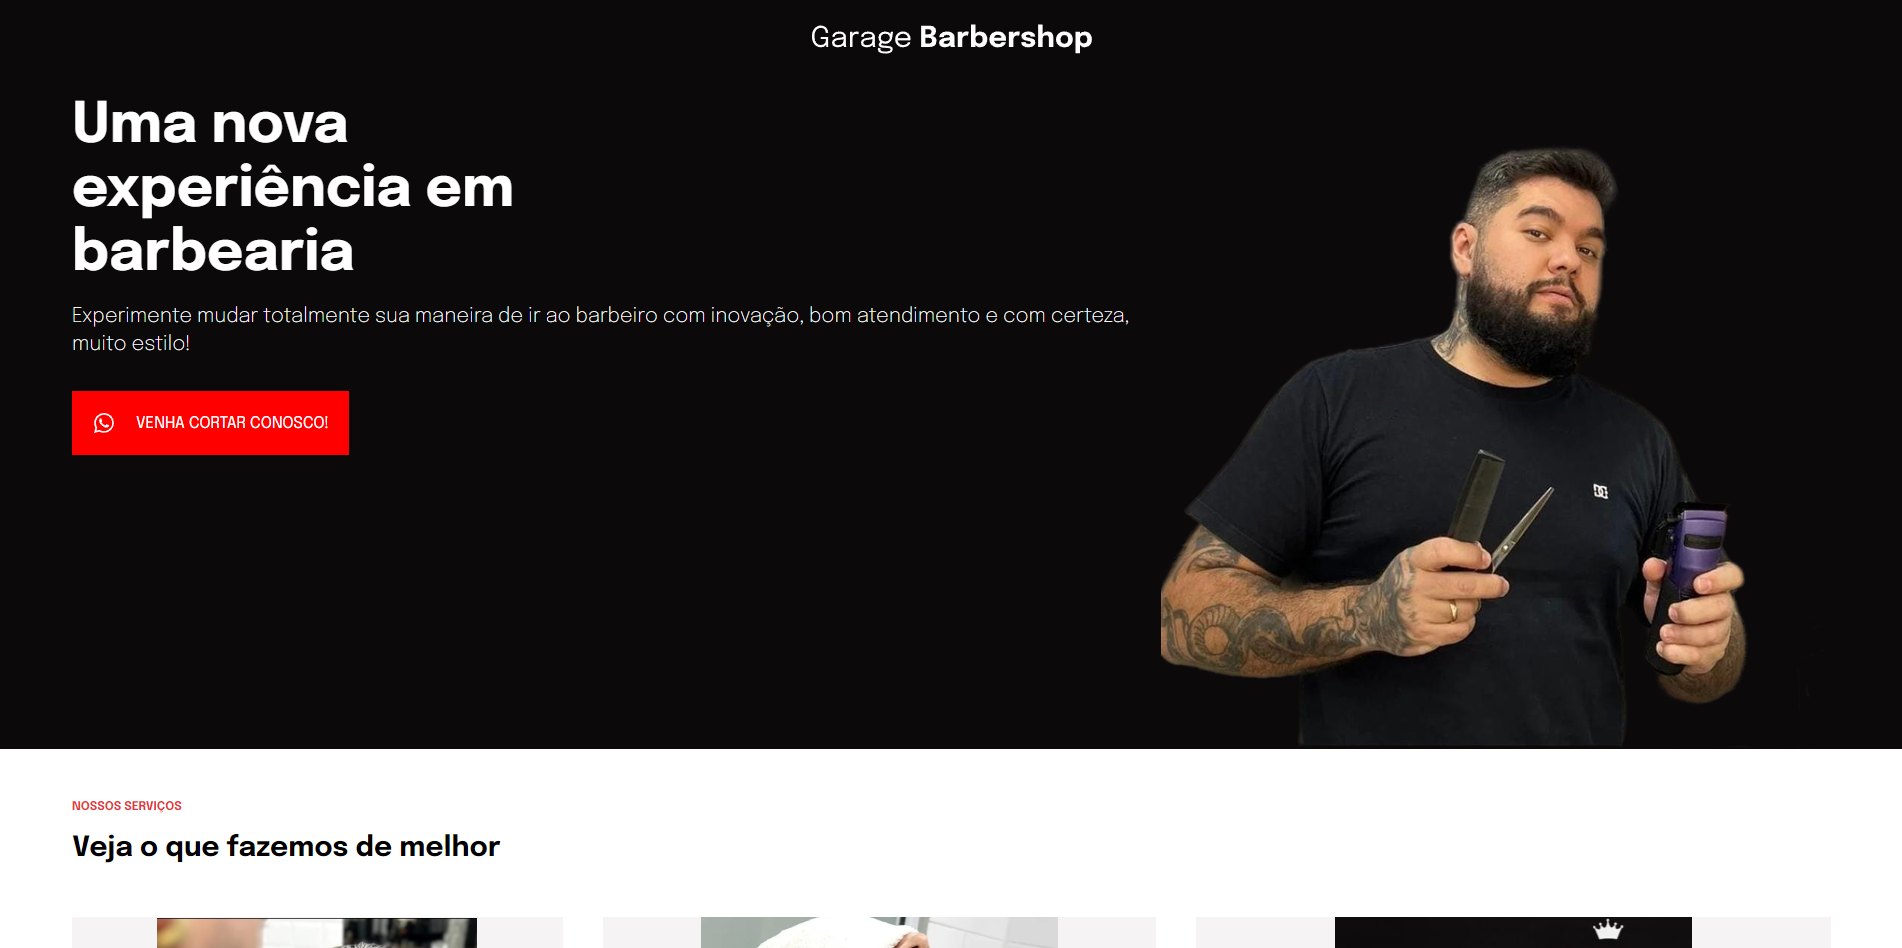 Garage Barbershop
Uma nova
experiência em
barbearia
Experimente mudar totalmente sua maneira de ir ao barbeiro com inovação, bom atendimento e com certeza,
muito estilo!
VENHA CORTAR CONOSCO!
NOSSOS SERVIÇOS
Veja o que fazemos de melhor